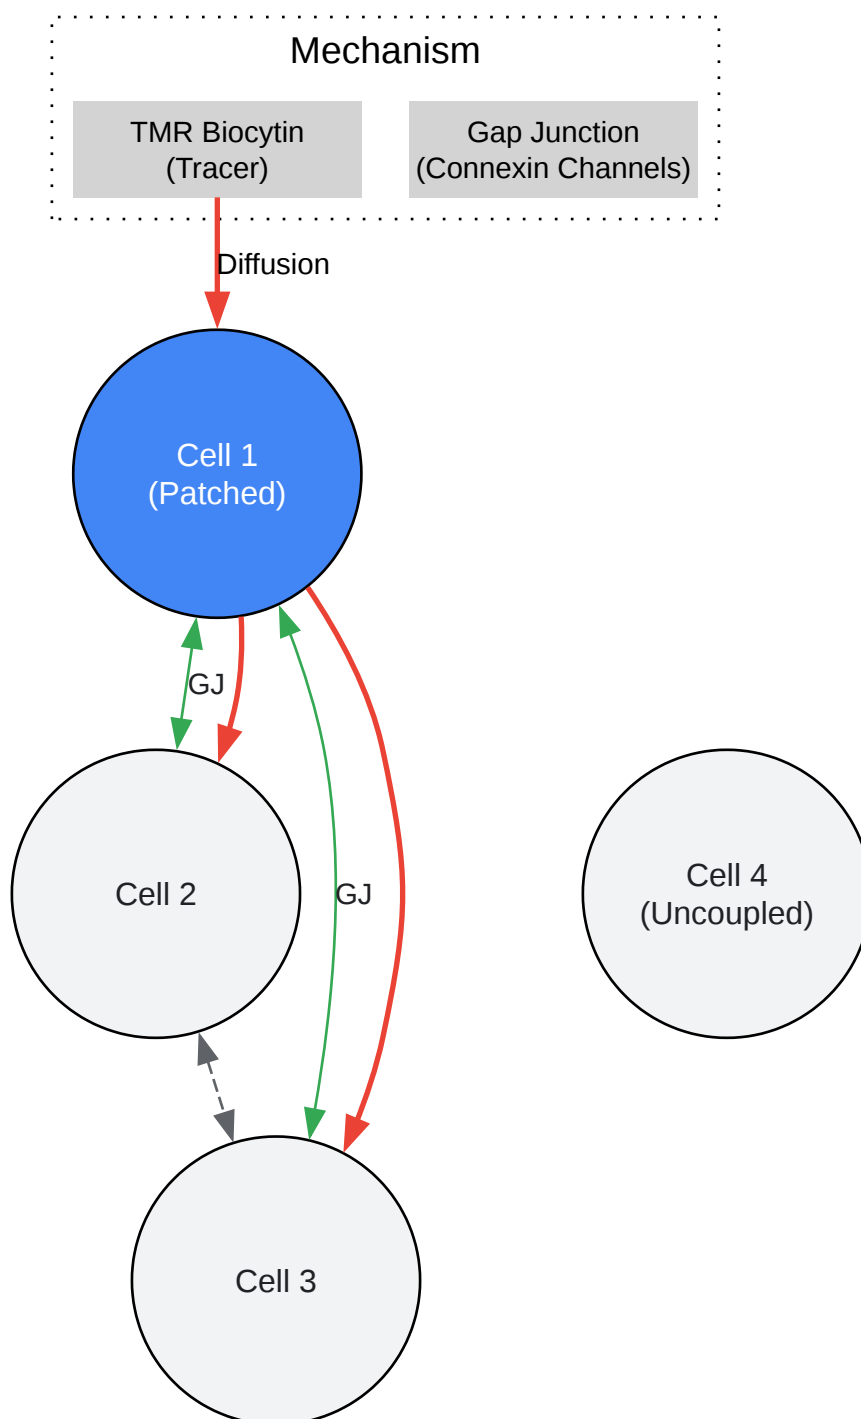 Mechanism
TMR Biocytin
(Tracer)
Gap Junction
(Connexin Channels)
Diffusion
Cell 1
(Patched)
GJ
Cell 2
GJ
Cell 4
(Uncoupled)
Cell 3